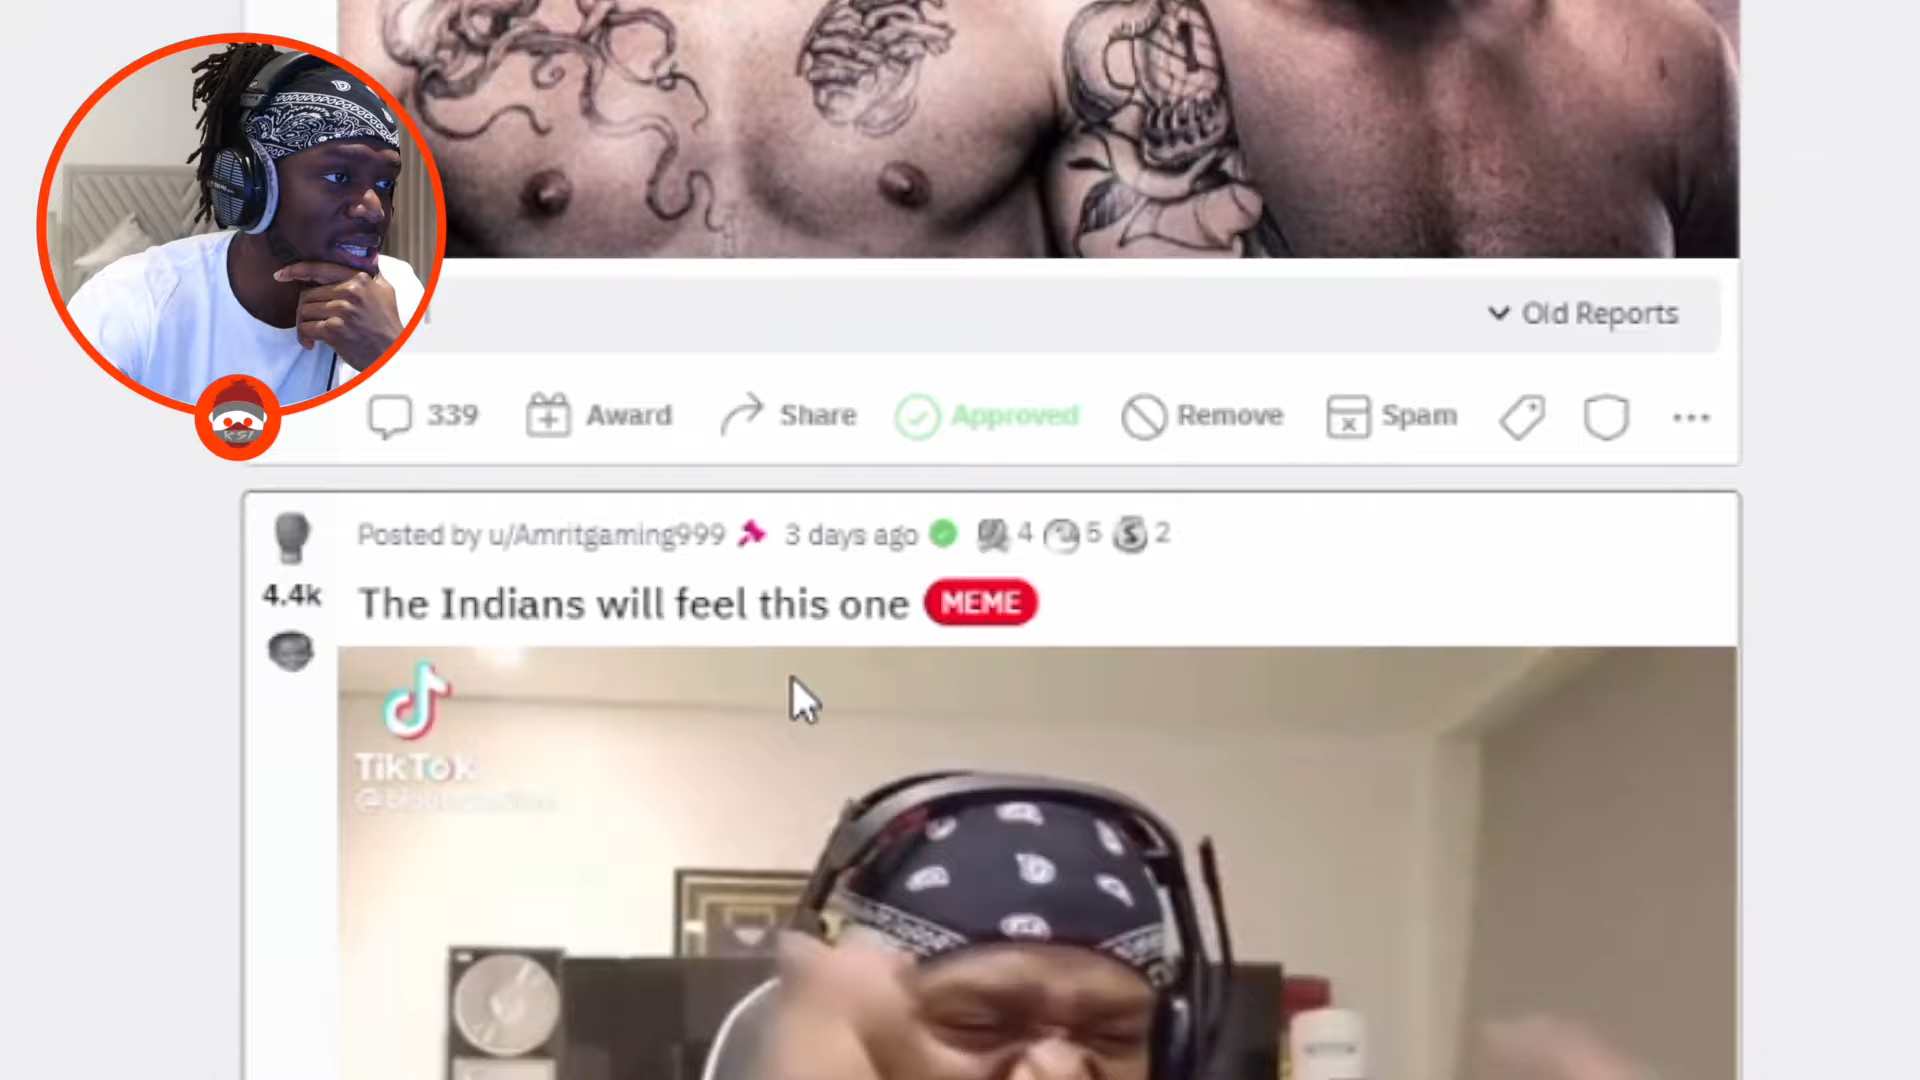 KSI
Old Reports
339 Award Share Approved Remove Spam
Posted by u/Amritgaming999 3 days ago 4 5 2
4.4k
The Indians will feel this one MEME
TikTok